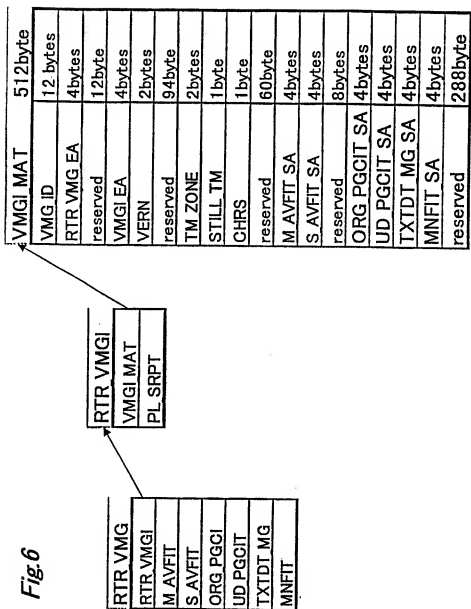 Fig.6
RTR VMG
RTR VMGI
M AVFIT
S AVFIT
ORG PGCI
UD PGCIT
TXTDT MG
MNFIT
RTR VMGI
VMGI MAT
PL SRPT
VMGI MAT 512byte
VMG ID 12 bytes
RTR VMG EA 4bytes
reserved 12byte
VMGI EA 4bytes
VERN 2bytes
reserved 94byte
TM ZONE 2bytes
STILL TM 1byte
CHRS 1byte
reserved 60byte
M AVFIT SA 4bytes
S AVFIT SA 4bytes
reserved 8bytes
ORG PGCIT SA 4bytes
UD PGCIT SA 4bytes
TXTDT MG SA 4bytes
MNFIT SA 4bytes
reserved 288byte